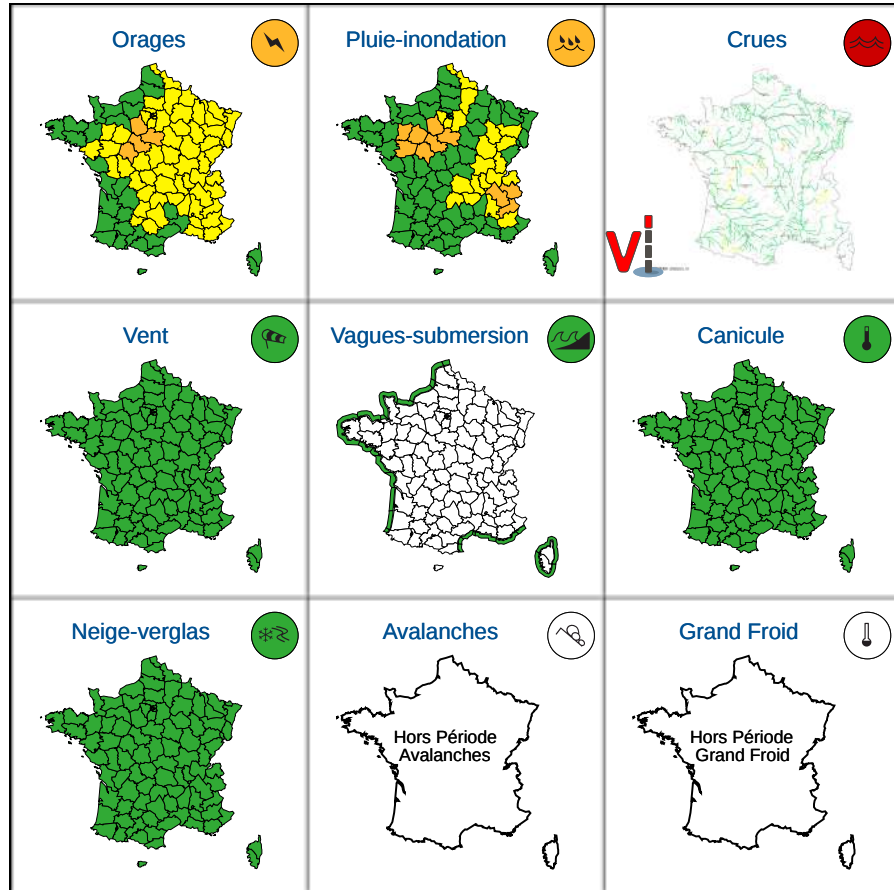 Orages
Pluie-inondation
Crues
Vi
Vent
Vagues-submersion
Canicule
Neige-verglas
Avalanches
Grand Froid
Hors Période
Avalanches
Hors Période
Grand Froid